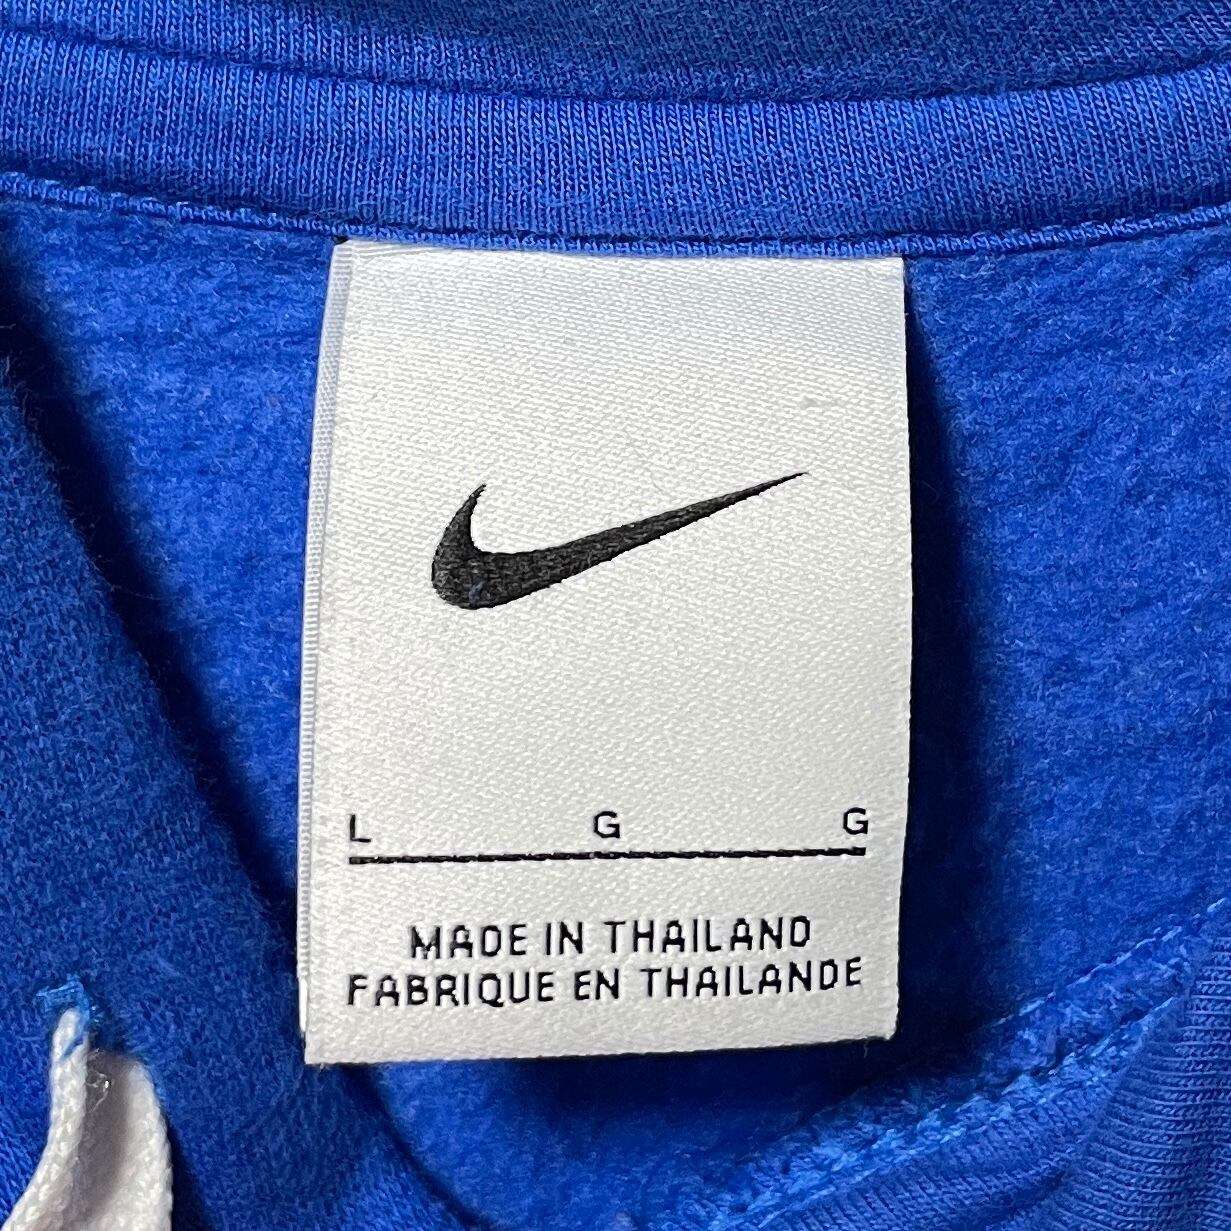 L G G
MADE IN THAILAND
FABRIQUE EN THAILANDE